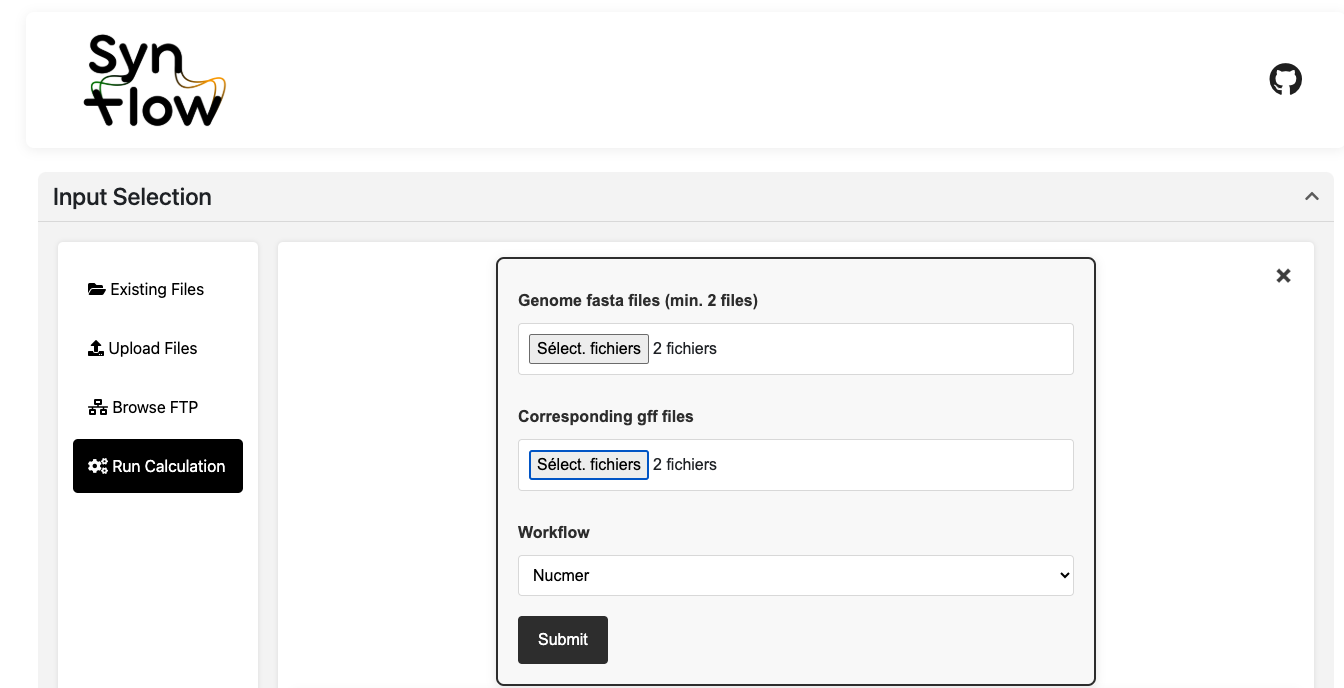 Syn
flow
Input Selection
Existing Files
Upload Files
Browse FTP
Run Calculation
Genome fasta files (min. 2 files)
Sélect. fichiers 2 fichiers
Corresponding gff files
Sélect. fichiers 2 fichiers
Workflow
Nucmer
Submit